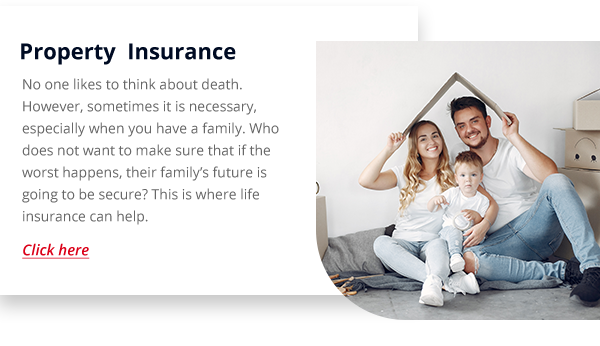 Property Insurance
No one likes to think about death.
However, sometimes it is necessary,
especially when you have a family. Who
does not want to make sure that if the
worst happens, their family’s future is
going to be secure? This is where life
insurance can help.
Click here